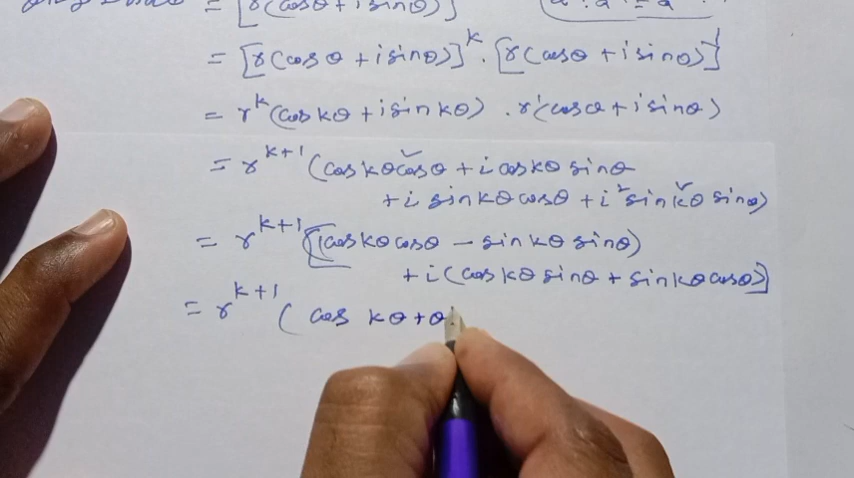 = [r(cosθ + i sinθ)]
= [r(cosθ + i sinθ)]^k . [r(cosθ + i sinθ)]^1
= r^k (cos kθ + i sin kθ) . r^1 (cosθ + i sinθ)
= r^{k+1} (cos kθ cosθ + i cos kθ sinθ
+ i sin kθ cosθ + i² sin kθ sinθ)
= r^{k+1} [(cos kθ cosθ − sin kθ sinθ)
+ i (cos kθ sinθ + sin kθ cosθ)]
= r^{k+1} ( cos kθ + θ